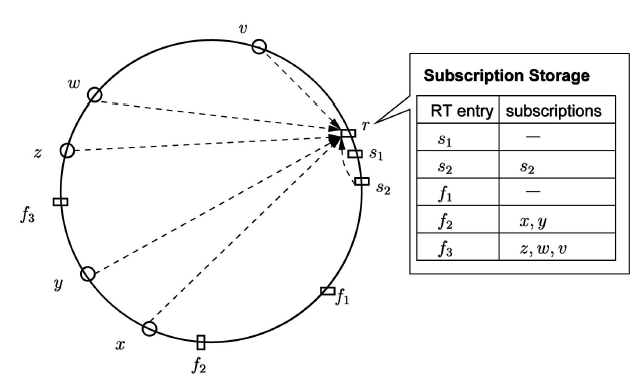 v
w
r
z
s₁
s₂
f₃
y
f₁
x
f₂
Subscription Storage
RT entry subscriptions
s₁ —
s₂ s₂
f₁ —
f₂ x, y
f₃ z, w, v